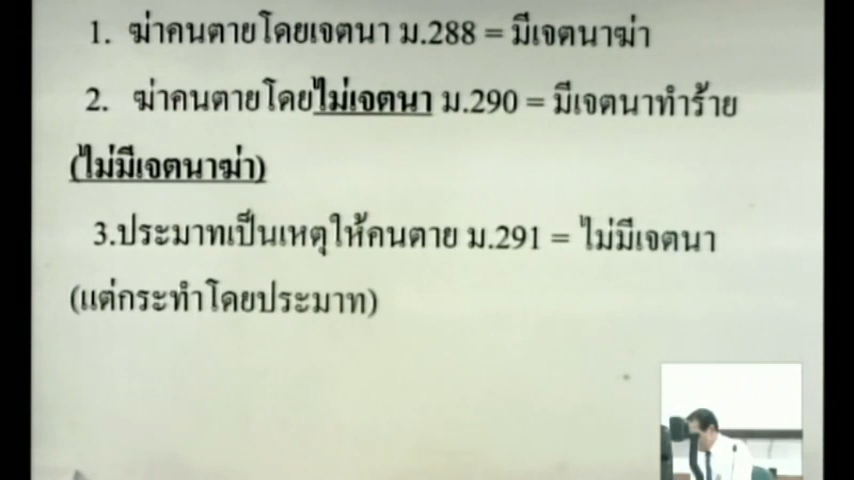 1. ฆ่าคนตายโดยเจตนา ม.288 = มีเจตนาฆ่า
2. ฆ่าคนตายโดยไม่เจตนา ม.290 = มีเจตนาทำร้าย
(ไม่มีเจตนาฆ่า)
3.ประมาทเป็นเหตุให้คนตาย ม.291 = ไม่มีเจตนา
(แต่กระทำโดยประมาท)